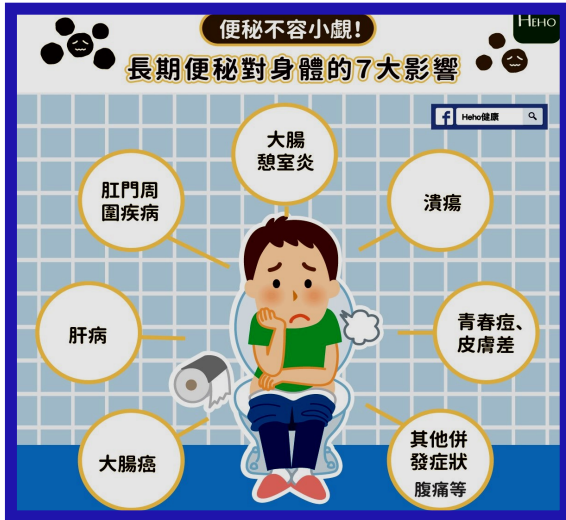 便秘不容小覷!
HEHO
長期便秘對身體的7大影響
f Heho健康
大腸
憩室炎
肛門周
圍疾病
潰瘍
肝病
青春痘、
皮膚差
大腸癌
其他併
發症狀
腹痛等